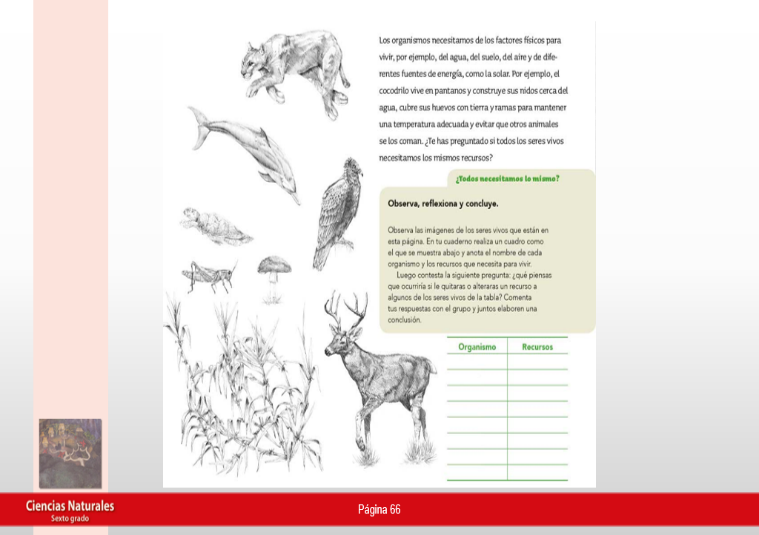 Los organismos necesitamos de los factores físicos para
vivir, por ejemplo, del agua, del suelo, del aire y de dife-
rentes fuentes de energía, como la solar. Por ejemplo, el
cocodrilo vive en pantanos y construye sus nidos cerca del
agua, cubre sus huevos con tierra y ramas para mantener
una temperatura adecuada y evitar que otros animales
se los coman. ¿Te has preguntado si todos los seres vivos
necesitamos los mismos recursos?
¿Todos necesitamos lo mismo?
Observa, reflexiona y concluye.
Observa las imágenes de los seres vivos que están en
esta página. En tu cuaderno realiza un cuadro como
el que se muestra abajo y anota el nombre de cada
organismo y los recursos que necesita para vivir.
Luego contesta la siguiente pregunta: ¿qué piensas
que ocurriría si le quitaras o alteraras un recurso a
algunos de los seres vivos de la tabla? Comenta
tus respuestas con el grupo y juntos elaboren una
conclusión.
Organismo Recursos
Ciencias Naturales
Sexto grado
Página 66